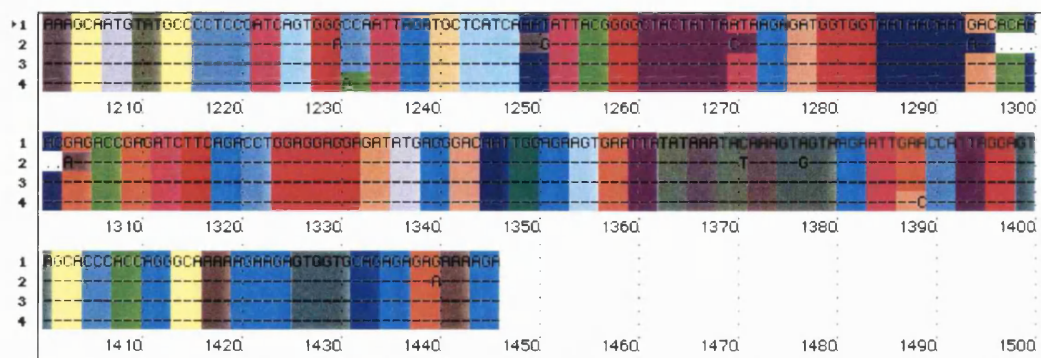 1 AAAGCAATGTATGCCCCTCCGATCAGTGGGCCAATTAGATGCTCATCAAATATTACGGGGCTACTATTAATAAGAGATGGTGGTAATAACAATGACACAA
2 -----------------------------A--------------------G------------------C-----------------------A--....
3 ----------------------------------------------------------------------------------------------------
4 ------------------------------A---------------------------------------------------------------------
1210 1220 1230 1240 1250 1260 1270 1280 1290 1300
1 ACGAGACCGAGATCTTCAGACCTGGAGGAGGAGATATGAGGGACAATTGGAGAAGTGAATTATATAAATACAAAGTAGTAAGAATTGAACCATTAGGAGT
2 ..A-------------------------------------------------------------------T-----G-----------------------
3 ----------------------------------------------------------------------------------------------------
4 ----------------------------------------------------------------------------------------C-----------
1310 1320 1330 1340 1350 1360 1370 1380 1390 1400
1 AGCACCCACCAGGGCAAAAAGAAGAGTGGTGCAGAGAGAGAAAAGA
2 ---------------------------------------A------
3 ----------------------------------------------
4 ----------------------------------------------
1410 1420 1430 1440 1450 1460 1470 1480 1490 1500